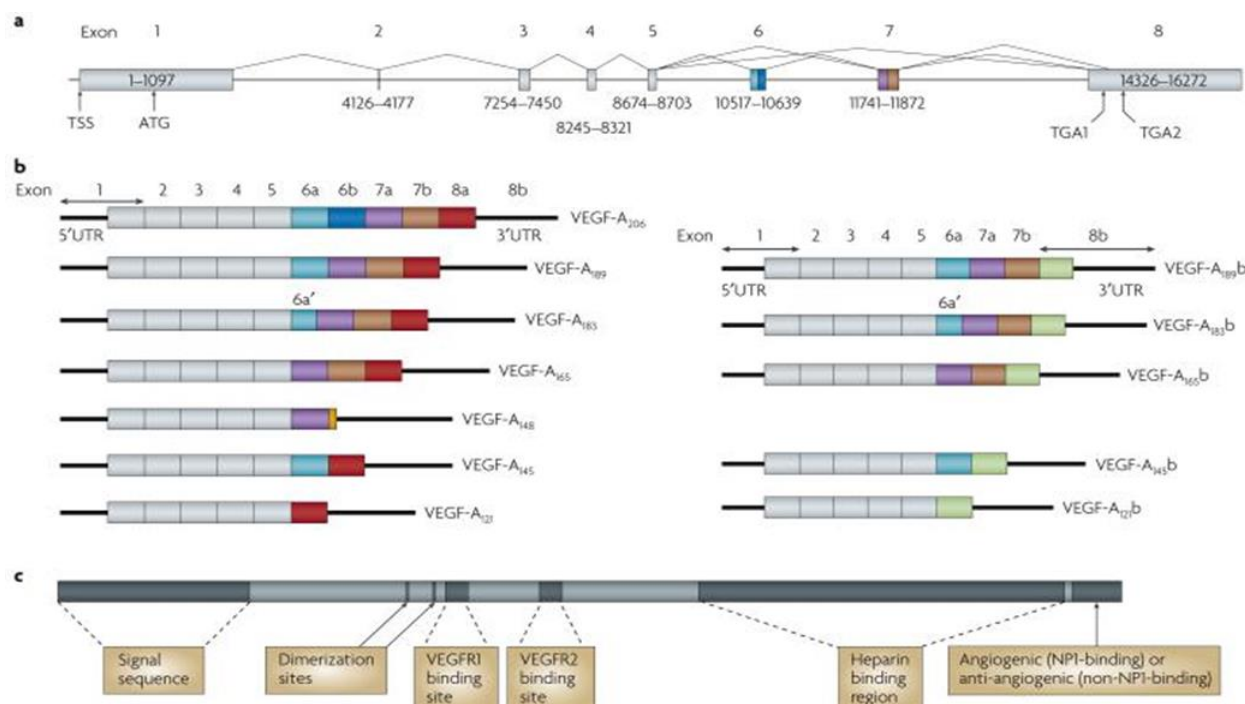 a
Exon 1 2 3 4 5 6 7 8
1–1097 14326–16272
4126–4177 7254–7450 8674–8703 10517–10639 11741–11872
TSS ATG 8245–8321 TGA1 TGA2
b
Exon 1 2 3 4 5 6a 6b 7a 7b 8a 8b
VEGF-A206
5′UTR 3′UTR
VEGF-A189
6a′
VEGF-A183
VEGF-A165
VEGF-A148
VEGF-A145
VEGF-A121
Exon 1 2 3 4 5 6a 7a 7b 8b
VEGF-A189b
5′UTR 3′UTR
6a′
VEGF-A183b
VEGF-A165b
VEGF-A145b
VEGF-A121b
c
Signal
sequence
Dimerization
sites
VEGFR1
binding
site
VEGFR2
binding
site
Heparin
binding
region
Angiogenic (NP1-binding) or
anti-angiogenic (non-NP1-binding)